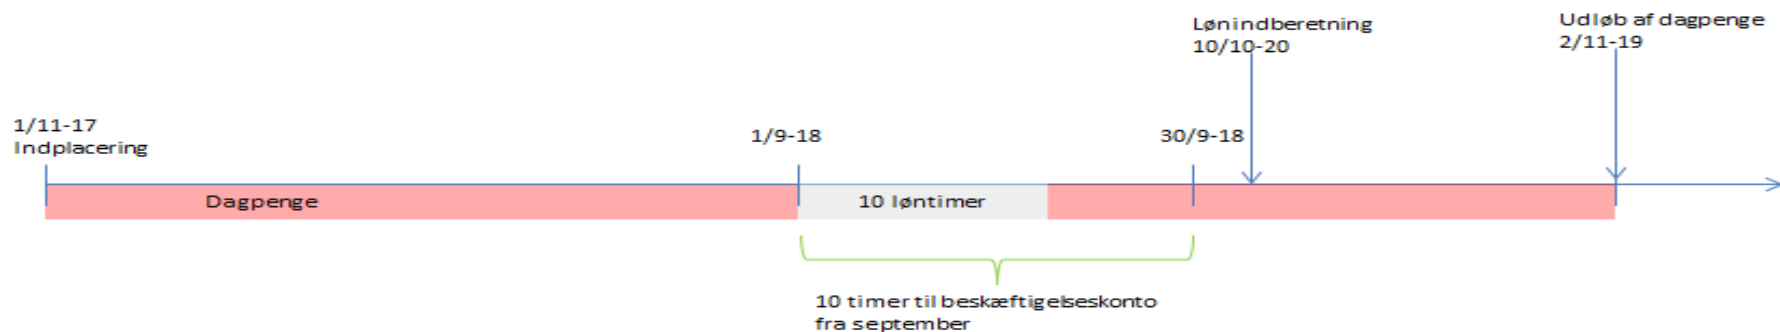 Lønindberetning
10/10-20
Udløb af dagpenge
2/11-19
1/11-17
Indplacering
1/9-18
30/9-18
Dagpenge
10 løntimer
10 timer til beskæftigelseskonto
fra september